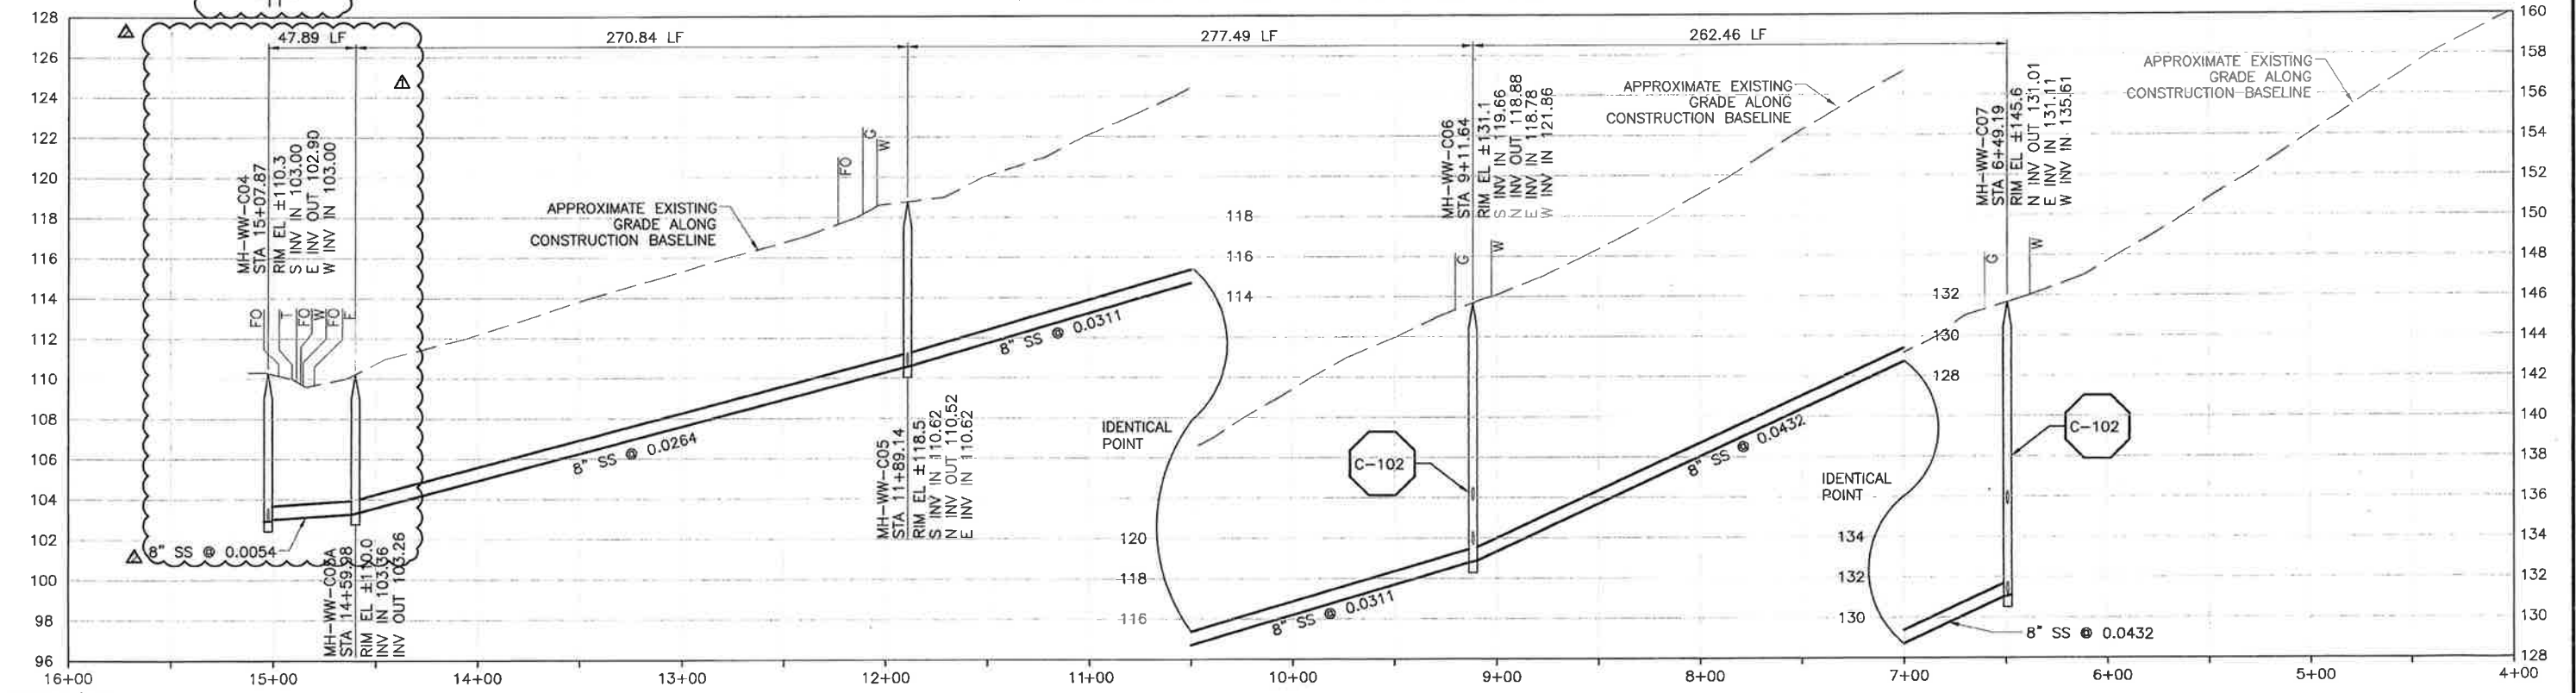 128
126
124
122
120
118
116
114
112
110
108
106
104
102
100
98
96
47.89 LF
270.84 LF
277.49 LF
262.46 LF
1
MH-WW-C04
STA 15+07.87
RIM EL ±110.3
S INV IN 103.00
E INV OUT 102.90
W INV IN 103.00
FO
T
FO
W
FO
E
8" SS @ 0.0054
MH-WW-C05A
STA 14+59.98
RIM EL ±110.0
INV IN 103.36
INV OUT 103.26
APPROXIMATE EXISTING
GRADE ALONG
CONSTRUCTION BASELINE
FO
G
W
8" SS @ 0.0264
MH-WW-C05
STA 11+89.14
RIM EL ±118.5
S INV IN 110.62
N INV OUT 110.52
E INV IN 110.62
8" SS @ 0.0311
118
116
114
IDENTICAL
POINT
120
118
116
8" SS @ 0.0311
C-102
MH-WW-C06
STA 9+11.64
RIM EL ±131.1
S INV IN 119.66
N INV OUT 118.88
E INV IN 118.78
W INV IN 121.86
G
W
APPROXIMATE EXISTING
GRADE ALONG
CONSTRUCTION BASELINE
8" SS @ 0.0432
132
130
128
IDENTICAL
POINT
134
132
130
8" SS @ 0.0432
MH-WW-C07
STA 6+49.19
RIM EL ±145.6
N INV OUT 131.01
E INV IN 131.11
W INV IN 135.61
G
W
C-102
APPROXIMATE EXISTING
GRADE ALONG
CONSTRUCTION BASELINE
160
158
156
154
152
150
148
146
144
142
140
138
136
134
132
130
128
16+00
15+00
14+00
13+00
12+00
11+00
10+00
9+00
8+00
7+00
6+00
5+00
4+00